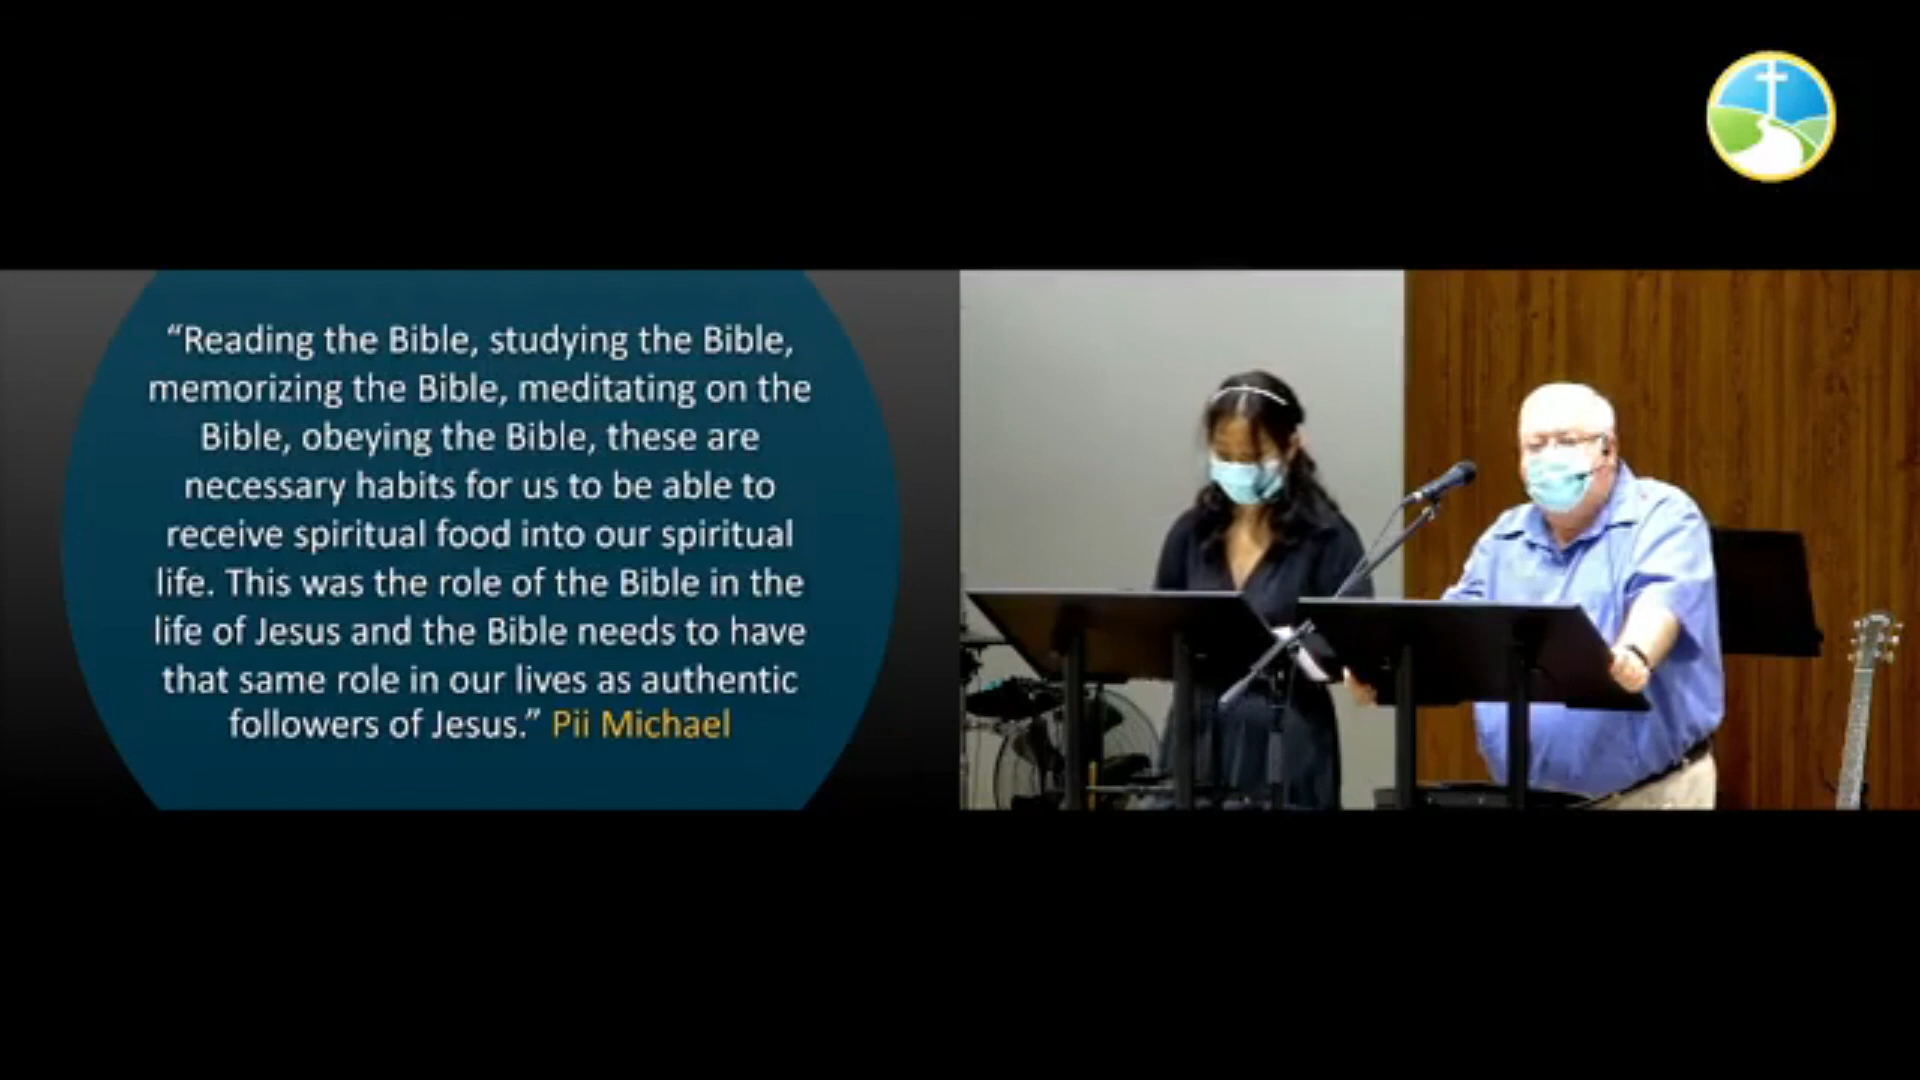 “Reading the Bible, studying the Bible,
memorizing the Bible, meditating on the
Bible, obeying the Bible, these are
necessary habits for us to be able to
receive spiritual food into our spiritual
life. This was the role of the Bible in the
life of Jesus and the Bible needs to have
that same role in our lives as authentic
followers of Jesus.” Pii Michael